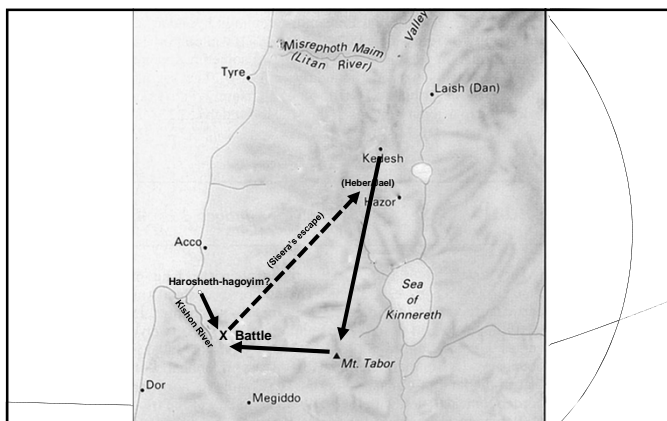 Valley
Misrephoth Maim
(Litan River)
Tyre
Laish (Dan)
Kedesh
(Heber/Jael)
Hazor
(Sisera's escape)
Acco
Harosheth-hagoyim?
Sea
of
Kinnereth
Kishon River
X Battle
Mt. Tabor
Dor
Megiddo